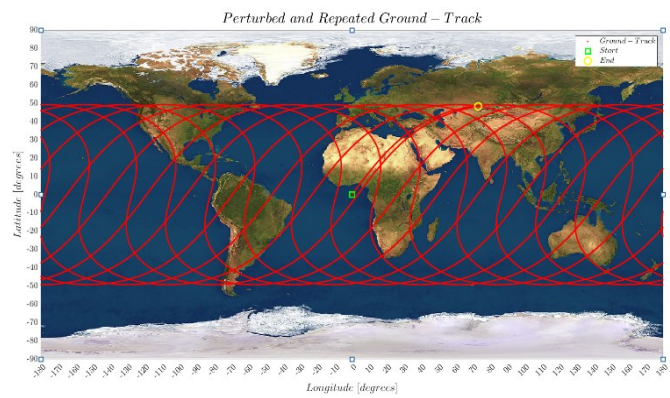 Perturbed and Repeated Ground – Track
Ground – Track
Start
End
Latitude [degrees]
90
80
70
60
50
40
30
20
10
0
-10
-20
-30
-40
-50
-60
-70
-80
-90
-180 -170 -160 -150 -140 -130 -120 -110 -100 -90 -80 -70 -60 -50 -40 -30 -20 -10 0 10 20 30 40 50 60 70 80 90 100 110 120 130 140 150 160 170 180
Longitude [degrees]